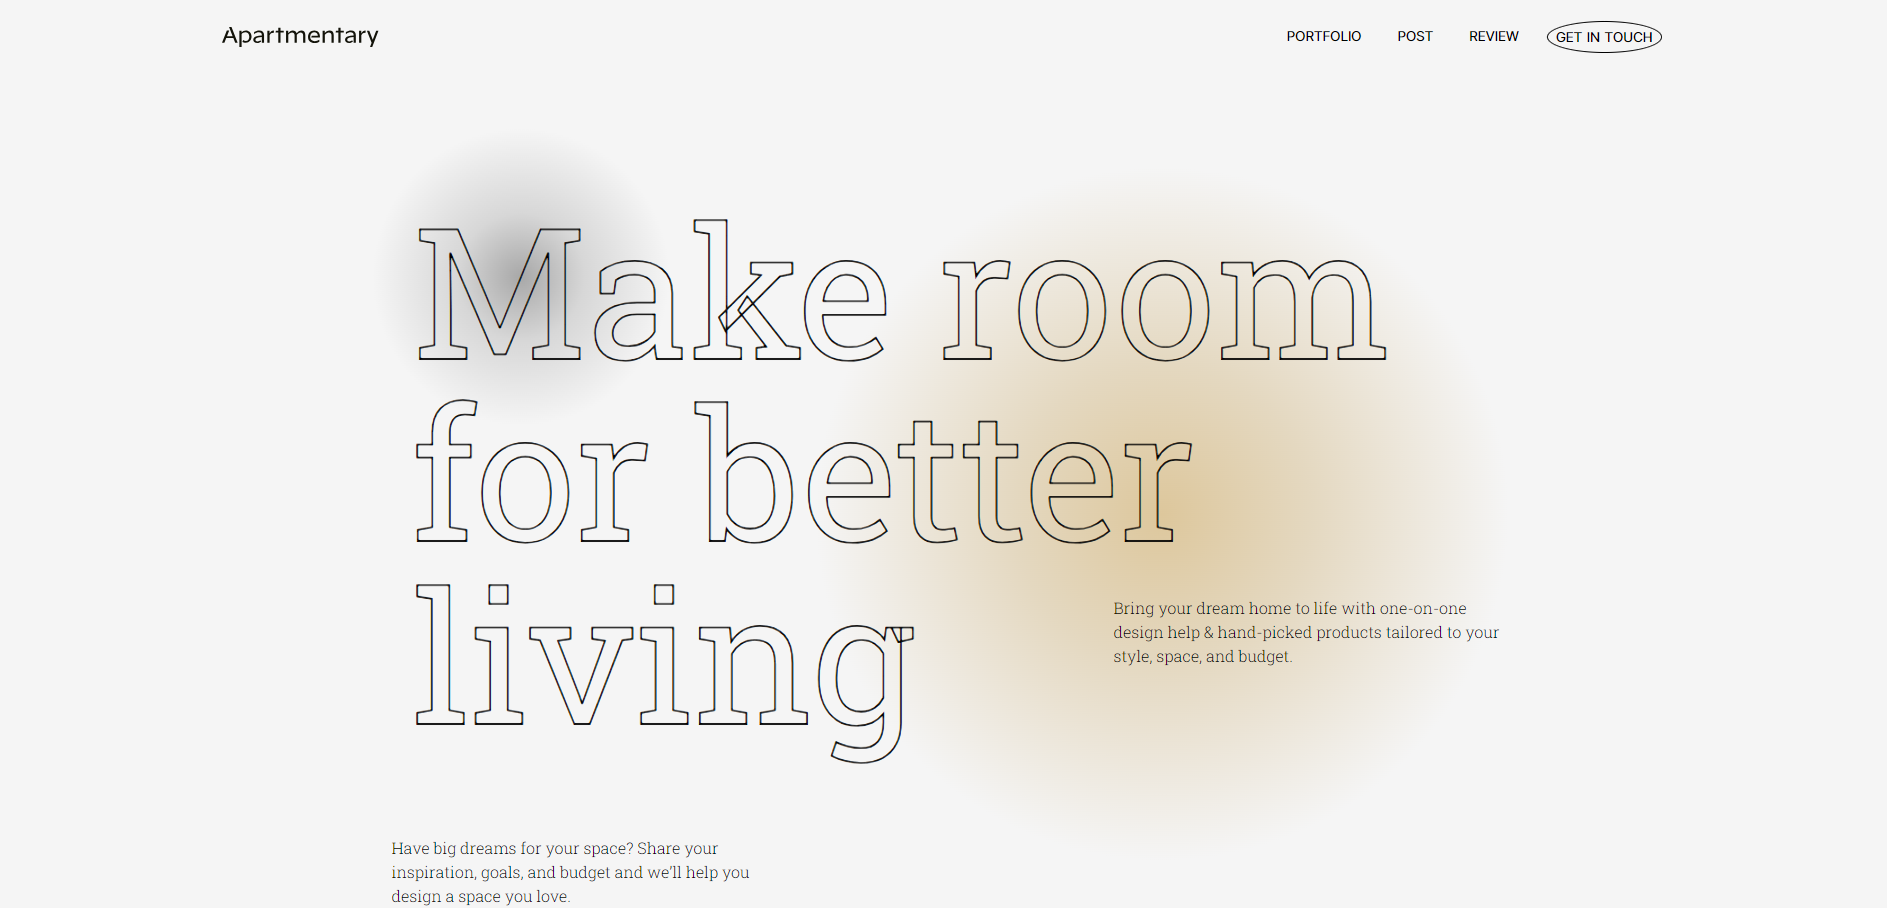 Apartmentary
PORTFOLIO POST REVIEW GET IN TOUCH
Make room
for better
living
Bring your dream home to life with one-on-one
design help & hand-picked products tailored to your
style, space, and budget.
Have big dreams for your space? Share your
inspiration, goals, and budget and we'll help you
design a space you love.